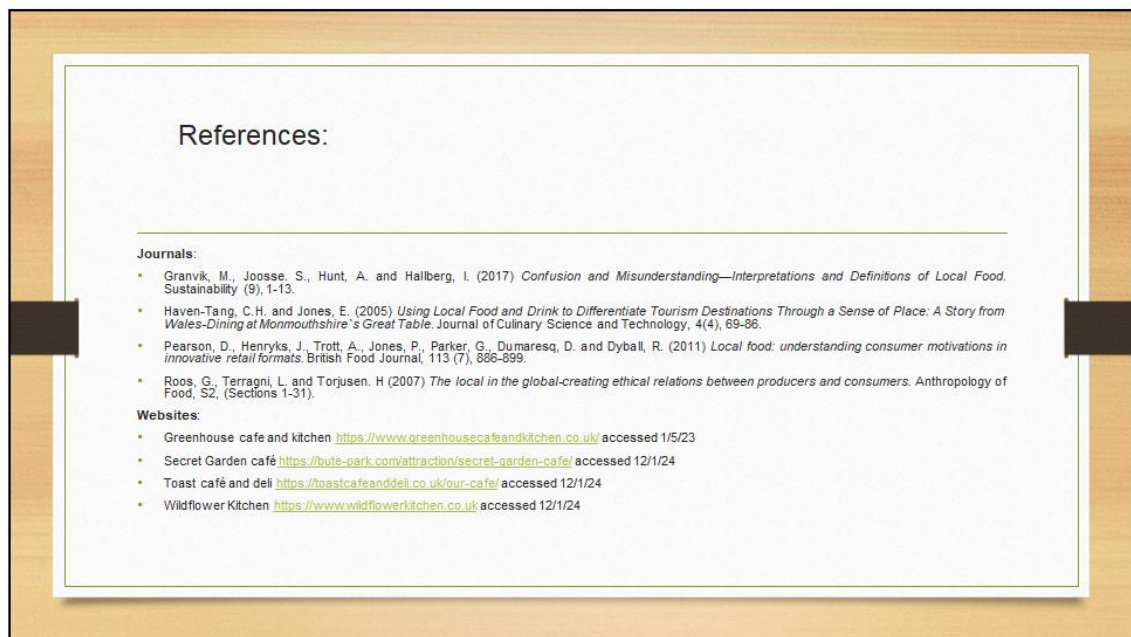 References:
Journals:
• Granvik, M., Joosse. S., Hunt, A. and Hallberg, I. (2017) Confusion and Misunderstanding—Interpretations and Definitions of Local Food.
Sustainability (9), 1-13.
• Haven-Tang, C.H. and Jones, E. (2005) Using Local Food and Drink to Differentiate Tourism Destinations Through a Sense of Place: A Story from
Wales-Dining at Monmouthshire`s Great Table. Journal of Culinary Science and Technology, 4(4), 69-86.
• Pearson, D., Henryks, J., Trott, A., Jones, P., Parker, G., Dumaresq, D. and Dyball, R. (2011) Local food: understanding consumer motivations in
innovative retail formats. British Food Journal, 113 (7), 886-899.
• Roos, G., Terragni, L. and Torjusen. H (2007) The local in the global-creating ethical relations between producers and consumers. Anthropology of
Food, S2, (Sections 1-31).
Websites:
• Greenhouse cafe and kitchen https://www.greenhousecafeandkitchen.co.uk/ accessed 1/5/23
• Secret Garden café https://bute-park.com/attraction/secret-garden-cafe/ accessed 12/1/24
• Toast café and deli https://toastcafeanddeli.co.uk/our-cafe/ accessed 12/1/24
• Wildflower Kitchen https://www.wildflowerkitchen.co.uk accessed 12/1/24